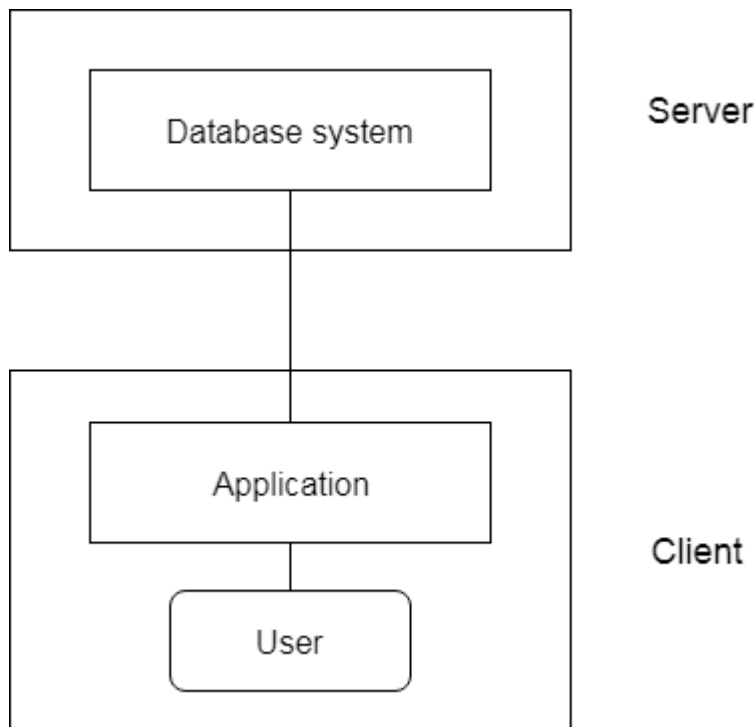 Database system
Server
Application
Client
User